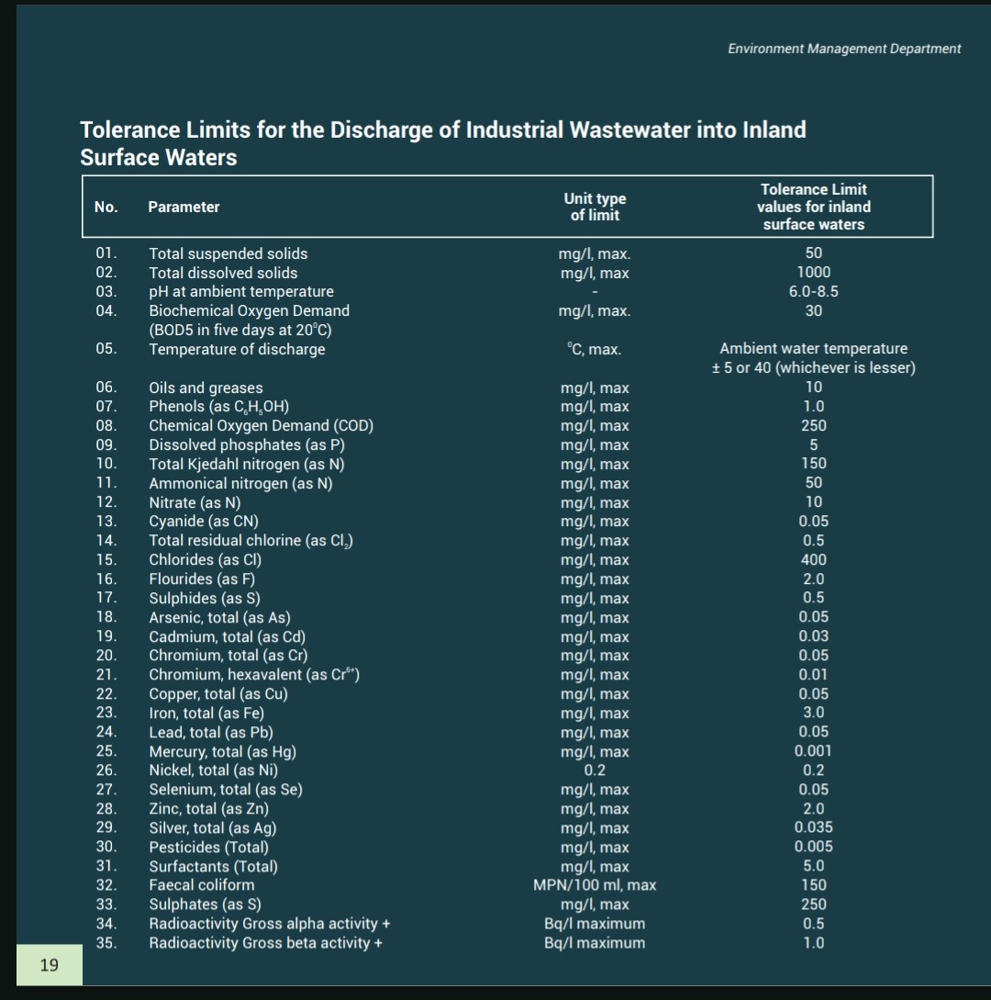 Environment Management Department
Tolerance Limits for the Discharge of Industrial Wastewater into Inland
Surface Waters
No. Parameter Unit type of limit Tolerance Limit values for inland surface waters
01. Total suspended solids mg/l, max. 50
02. Total dissolved solids mg/l, max 1000
03. pH at ambient temperature - 6.0-8.5
04. Biochemical Oxygen Demand mg/l, max. 30
(BOD5 in five days at 20⁰C)
05. Temperature of discharge ⁰C, max. Ambient water temperature
± 5 or 40 (whichever is lesser)
06. Oils and greases mg/l, max 10
07. Phenols (as C₆H₅OH) mg/l, max 1.0
08. Chemical Oxygen Demand (COD) mg/l, max 250
09. Dissolved phosphates (as P) mg/l, max 5
10. Total Kjedahl nitrogen (as N) mg/l, max 150
11. Ammonical nitrogen (as N) mg/l, max 50
12. Nitrate (as N) mg/l, max 10
13. Cyanide (as CN) mg/l, max 0.05
14. Total residual chlorine (as Cl₂) mg/l, max 0.5
15. Chlorides (as Cl) mg/l, max 400
16. Flourides (as F) mg/l, max 2.0
17. Sulphides (as S) mg/l, max 0.5
18. Arsenic, total (as As) mg/l, max 0.05
19. Cadmium, total (as Cd) mg/l, max 0.03
20. Chromium, total (as Cr) mg/l, max 0.05
21. Chromium, hexavalent (as Cr⁶⁺) mg/l, max 0.01
22. Copper, total (as Cu) mg/l, max 0.05
23. Iron, total (as Fe) mg/l, max 3.0
24. Lead, total (as Pb) mg/l, max 0.05
25. Mercury, total (as Hg) mg/l, max 0.001
26. Nickel, total (as Ni) 0.2 0.2
27. Selenium, total (as Se) mg/l, max 0.05
28. Zinc, total (as Zn) mg/l, max 2.0
29. Silver, total (as Ag) mg/l, max 0.035
30. Pesticides (Total) mg/l, max 0.005
31. Surfactants (Total) mg/l, max 5.0
32. Faecal coliform MPN/100 ml, max 150
33. Sulphates (as S) mg/l, max 250
34. Radioactivity Gross alpha activity + Bq/l maximum 0.5
35. Radioactivity Gross beta activity + Bq/l maximum 1.0
19